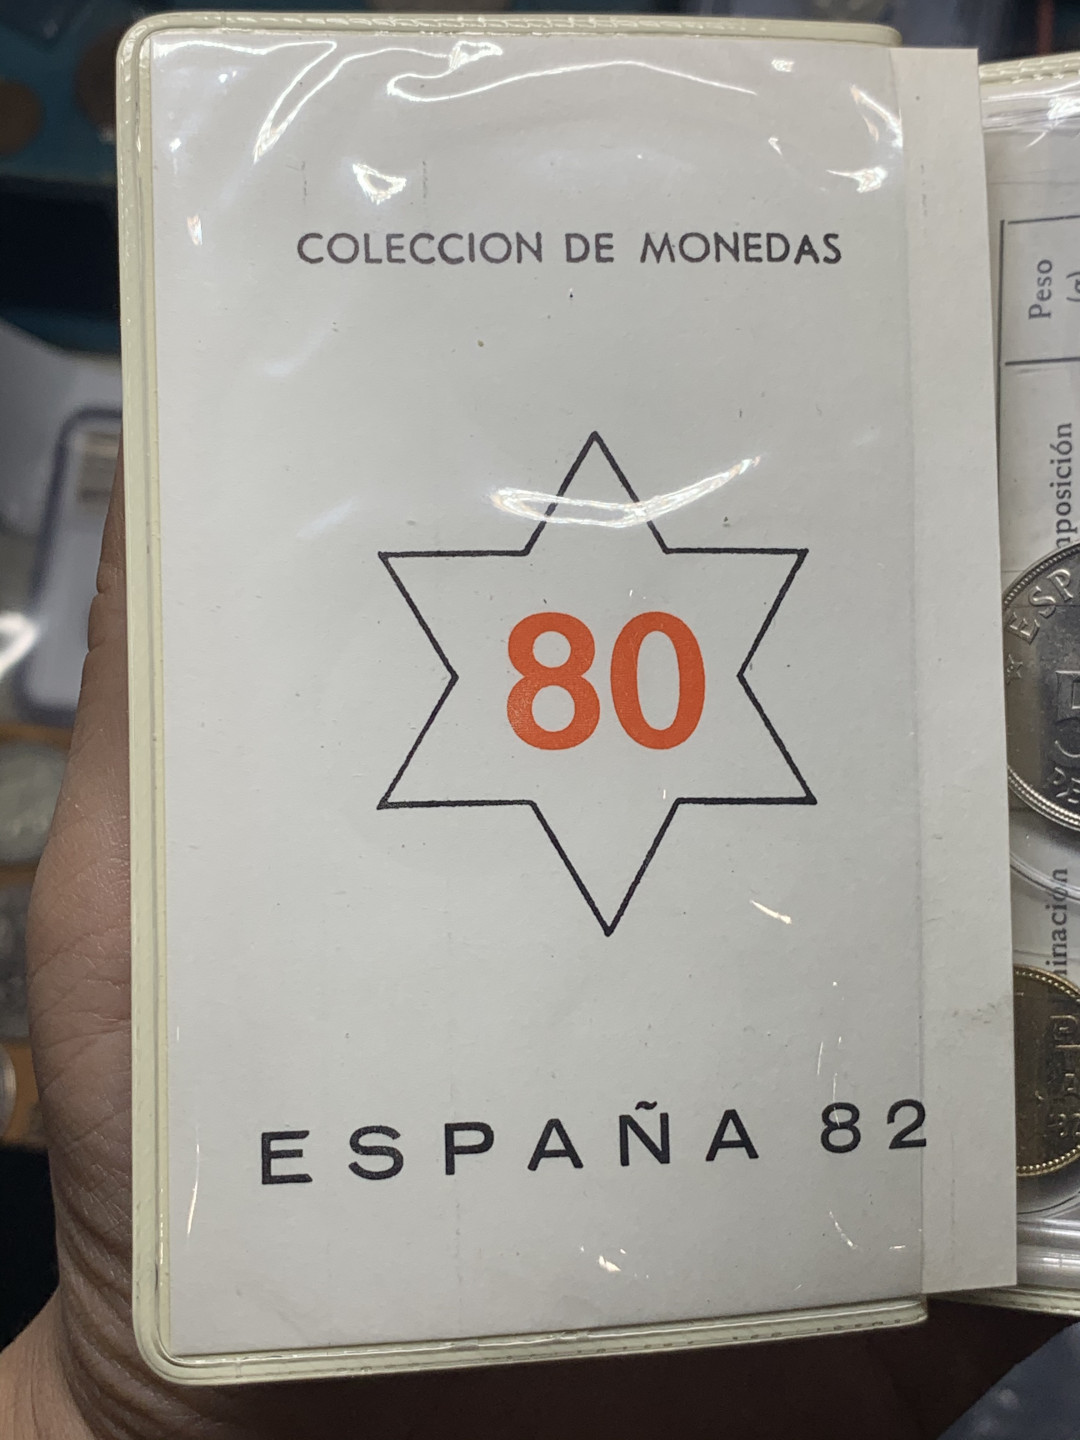 COLECCION DE MONEDAS
80
ESPAÑA 82
Peso
(g)